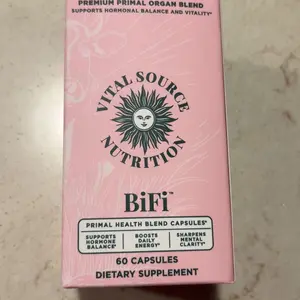 PREMIUM PRIMAL ORGAN BLEND
SUPPORTS HORMONAL BALANCE AND VITALITY*
VITAL SOURCE
NUTRITION
BiFi™
PRIMAL HEALTH BLEND CAPSULES*
SUPPORTS
HORMONE
BALANCE*
BOOSTS
DAILY
ENERGY*
SHARPENS
MENTAL
CLARITY*
60 CAPSULES
DIETARY SUPPLEMENT